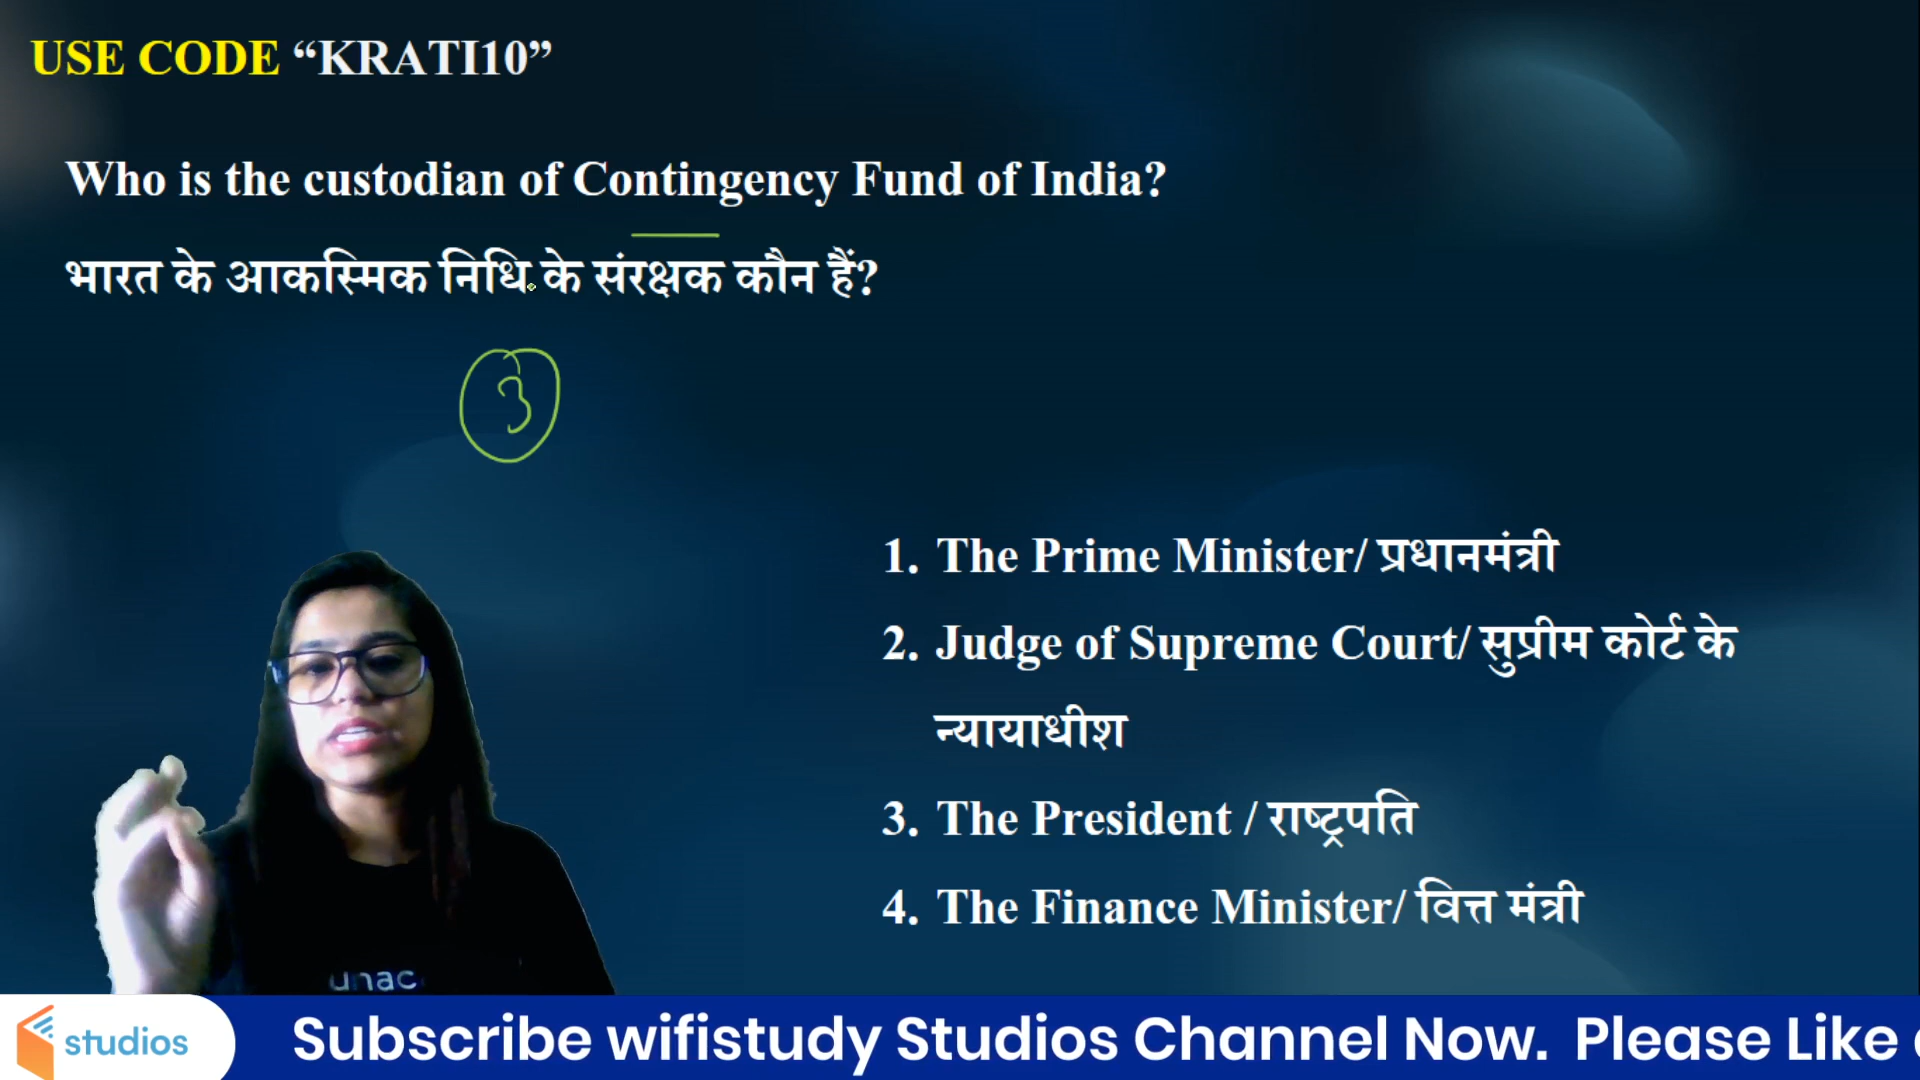 USE CODE “KRATI10”
Who is the custodian of Contingency Fund of India?
भारत के आकस्मिक निधि के संरक्षक कौन हैं?
3
1. The Prime Minister/ प्रधानमंत्री
2. Judge of Supreme Court/ सुप्रीम कोर्ट के
न्यायाधीश
3. The President / राष्ट्रपति
4. The Finance Minister/ वित्त मंत्री
unac
studios
Subscribe wifistudy Studios Channel Now. Please Like